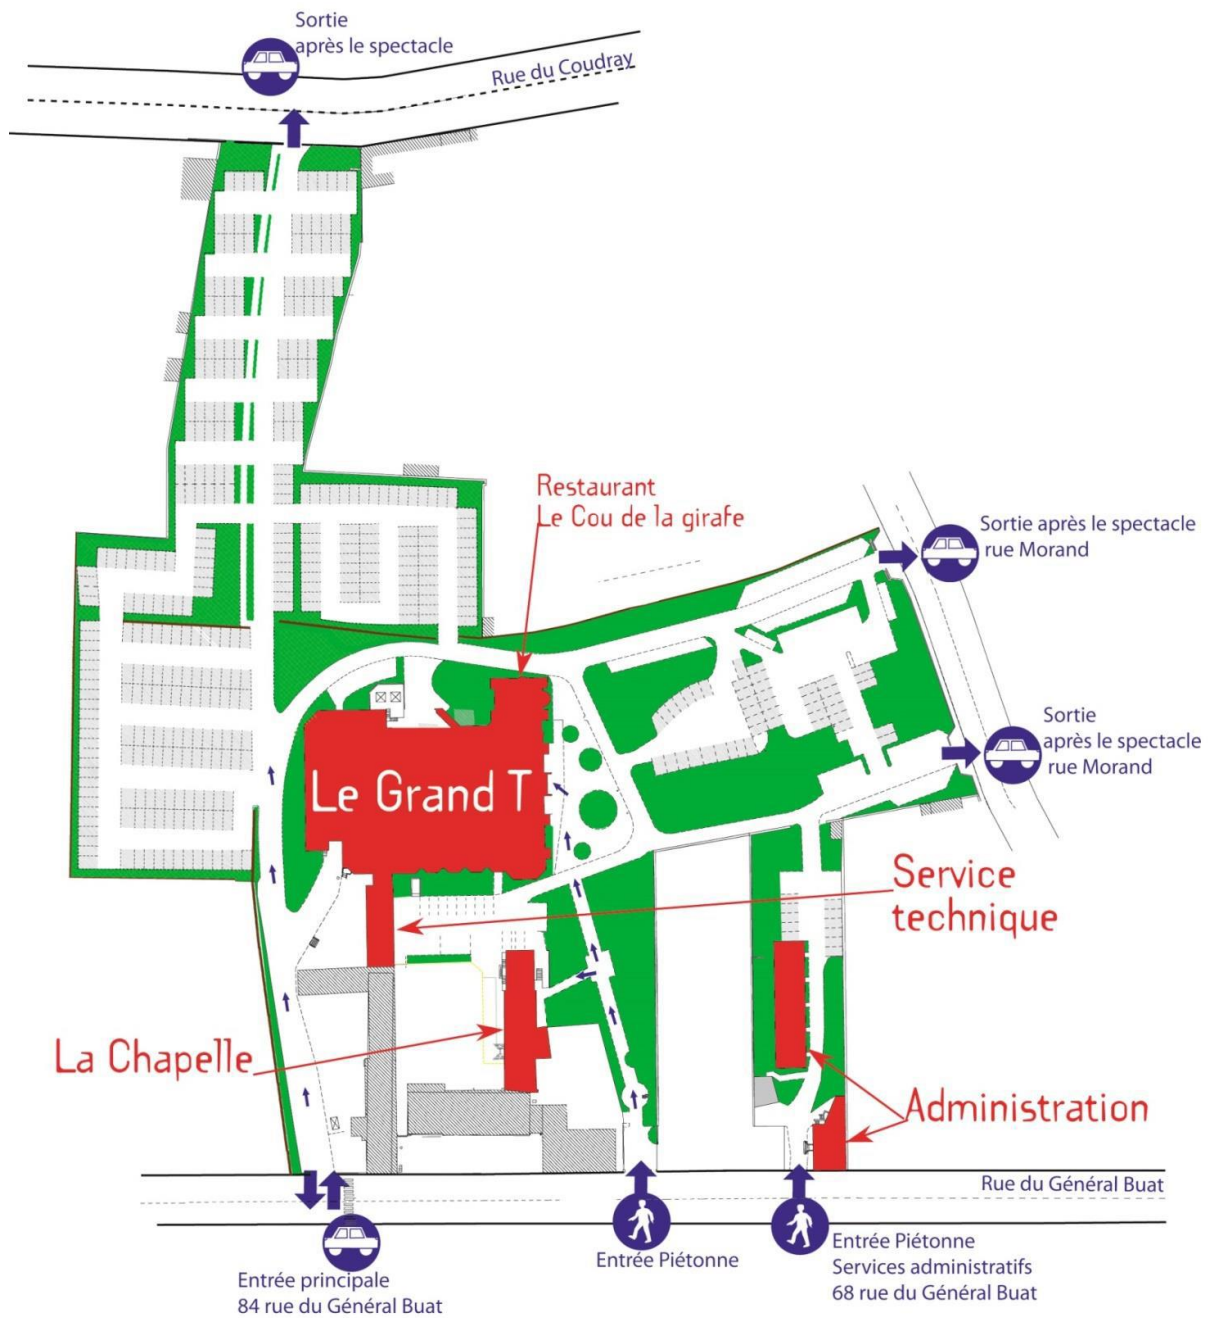 Sortie
après le spectacle
Rue du Coudray
Restaurant
Le Cou de la girafe
Sortie après le spectacle
rue Morand
Sortie
après le spectacle
rue Morand
Le Grand T
Service
technique
La Chapelle
Administration
Rue du Général Buat
Entrée Piétonne
Entrée Piétonne
Services administratifs
68 rue du Général Buat
Entrée principale
84 rue du Général Buat